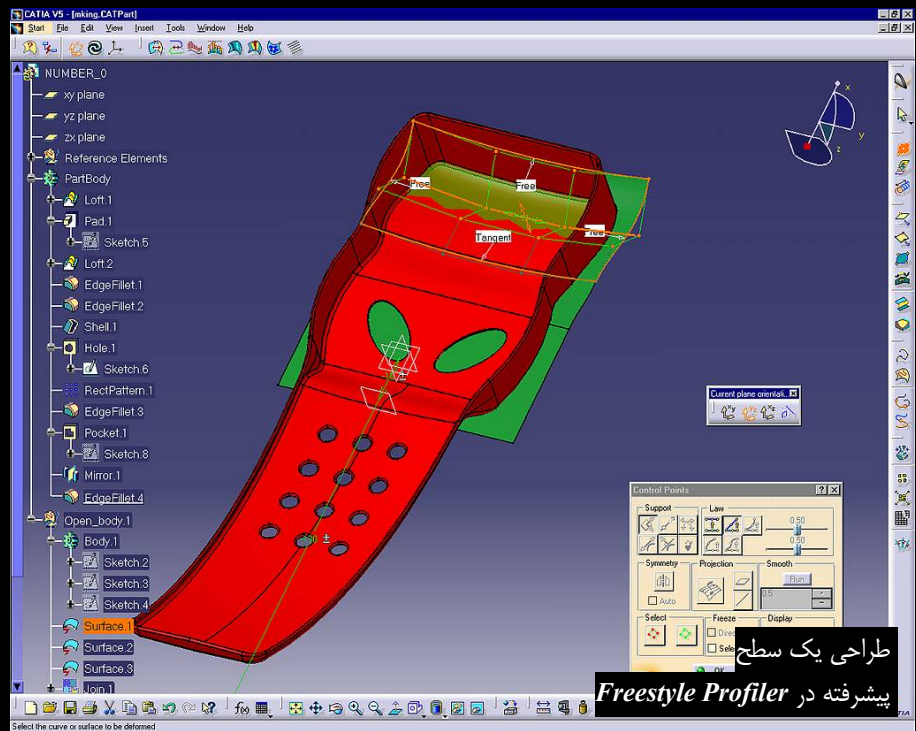 CATIA V5 - [mking.CATPart]
Start File Edit View Insert Tools Window Help
NUMBER_0
xy plane
yz plane
zx plane
Reference Elements
PartBody
Loft.1
Pad.1
Sketch.5
Loft.2
EdgeFillet.1
EdgeFillet.2
Shell.1
Hole.1
Sketch.6
RectPattern.1
EdgeFillet.3
Pocket.1
Sketch.8
Mirror.1
EdgeFillet.4
Open_body.1
Body.1
Sketch.2
Sketch.3
Sketch.4
Surface.1
Surface.2
Surface.3
Join.1
Free
Free
Free
Tangent
x
y
z
Current plane orientati..
Control Points
Support Law
0.50
0.50
Symmetry Projection Smooth
Auto
Run
0.5
Select Freeze Display
طراحی یک سطح
پیشرفته در Freestyle Profiler
Select the curve or surface to be deformed